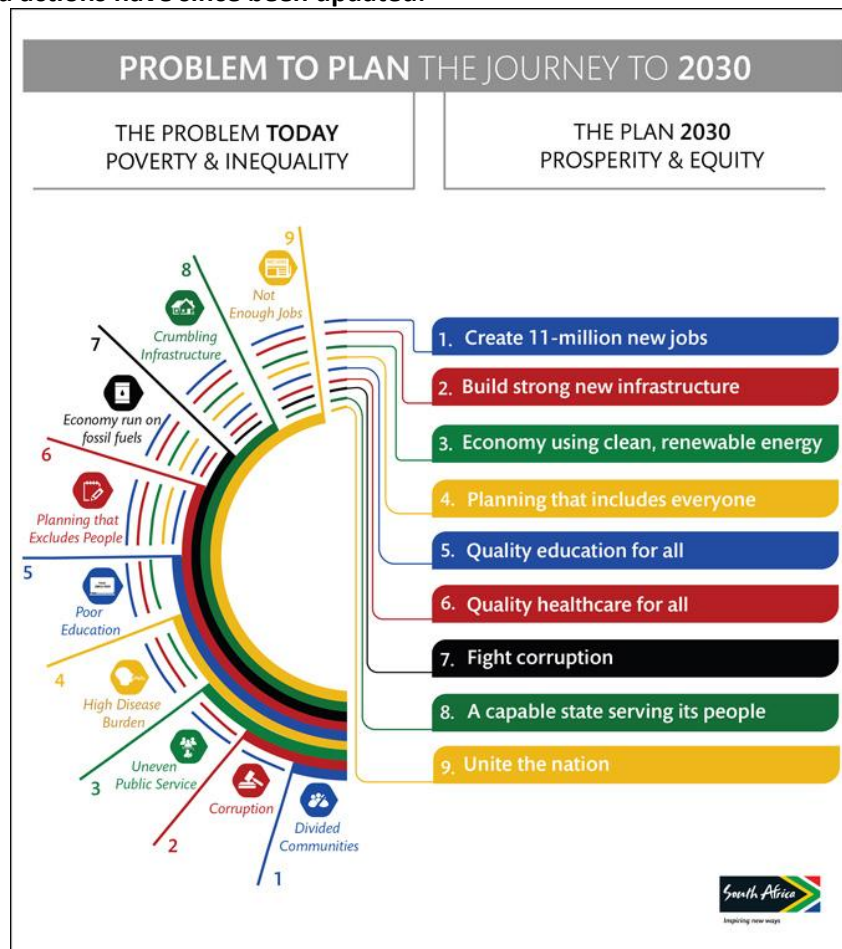 PROBLEM TO PLAN THE JOURNEY TO 2030
THE PROBLEM TODAY
POVERTY & INEQUALITY
THE PLAN 2030
PROSPERITY & EQUITY
9
Not
Enough Jobs
8
Crumbling
Infrastructure
7
Economy run on
fossil fuels
6
Planning that
Excludes People
5
Poor
Education
4
High Disease
Burden
3
Uneven
Public Service
2
Corruption
1
Divided
Communities
1. Create 11-million new jobs
2. Build strong new infrastructure
3. Economy using clean, renewable energy
4. Planning that includes everyone
5. Quality education for all
6. Quality healthcare for all
7. Fight corruption
8. A capable state serving its people
9. Unite the nation
South Africa
Inspiring new ways